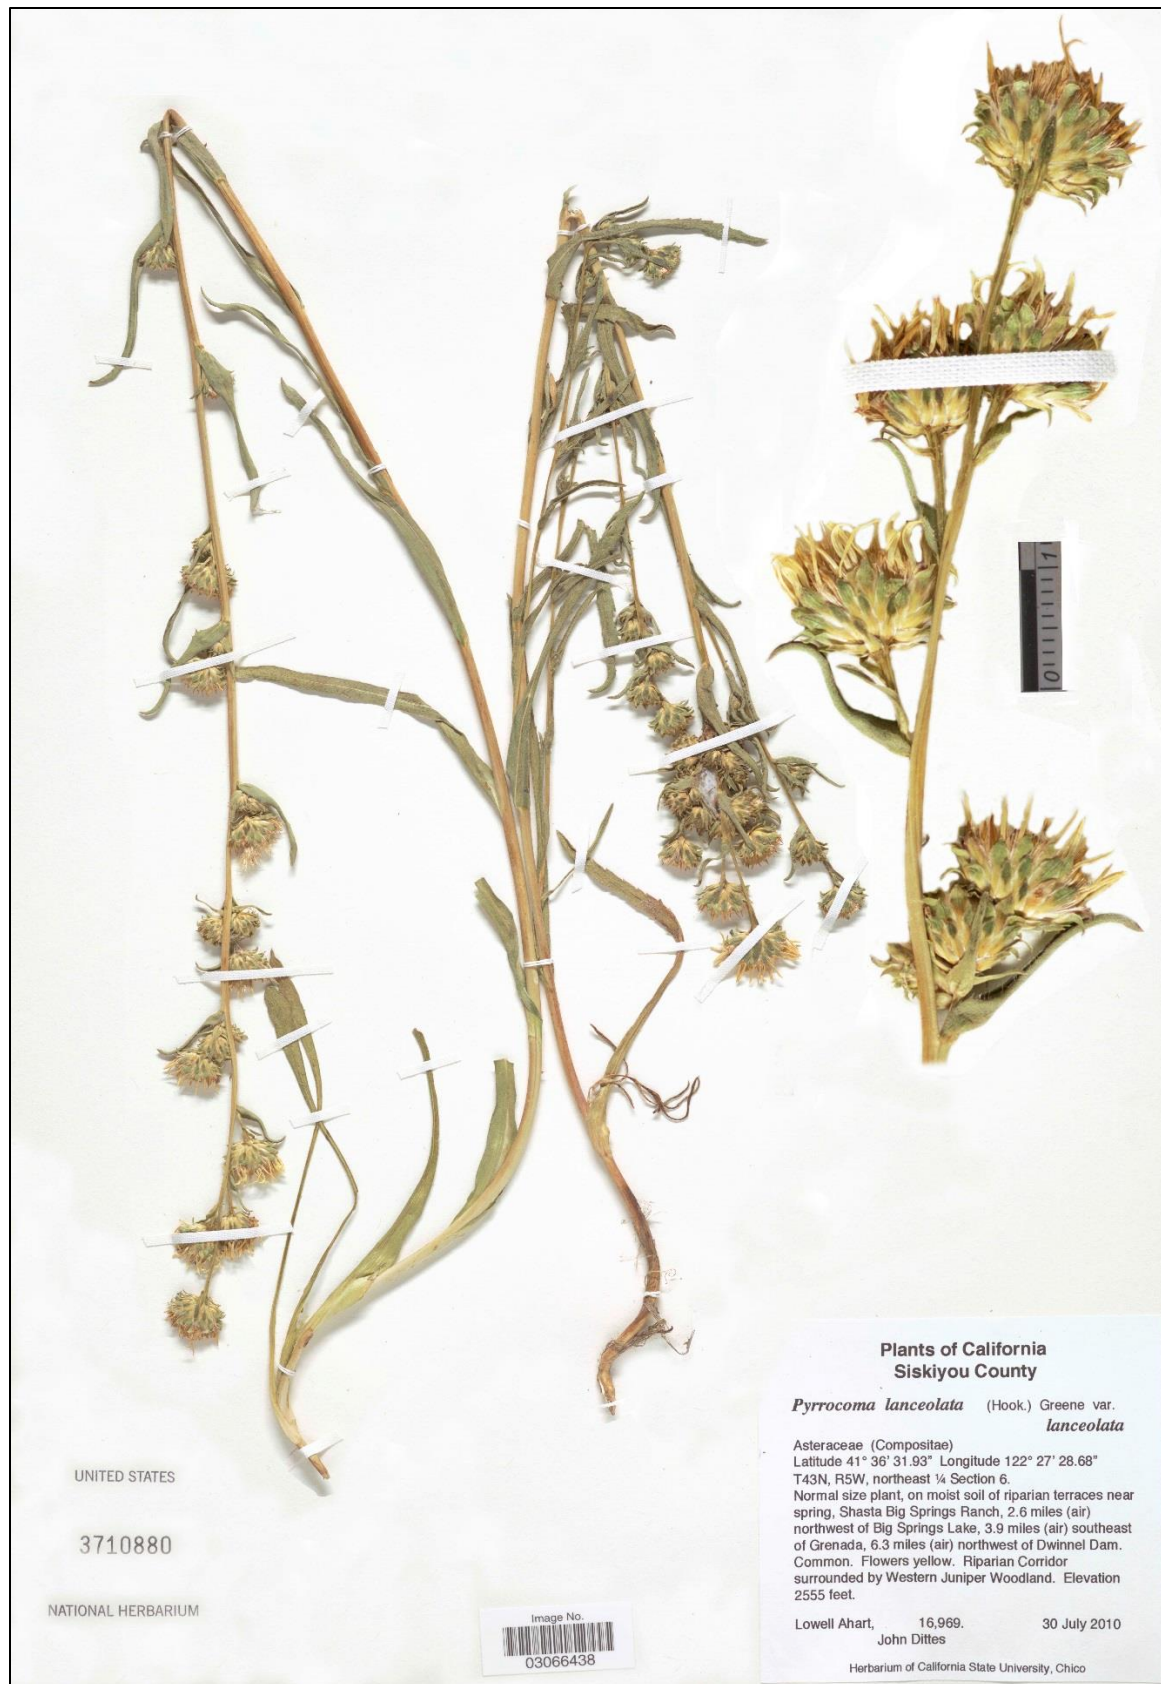 Plants of California
Siskiyou County
Pyrrocoma lanceolata (Hook.) Greene var.
lanceolata
Asteraceae (Compositae)
Latitude 41° 36' 31.93" Longitude 122° 27' 28.68"
T43N, R5W, northeast ¼ Section 6.
Normal size plant, on moist soil of riparian terraces near
spring, Shasta Big Springs Ranch, 2.6 miles (air)
northwest of Big Springs Lake, 3.9 miles (air) southeast
of Grenada, 6.3 miles (air) northwest of Dwinnel Dam.
Common. Flowers yellow. Riparian Corridor
surrounded by Western Juniper Woodland. Elevation
2555 feet.
Lowell Ahart, 16,969. 30 July 2010
John Dittes
Herbarium of California State University, Chico
UNITED STATES
3710880
NATIONAL HERBARIUM
Image No.
03066438
0 1